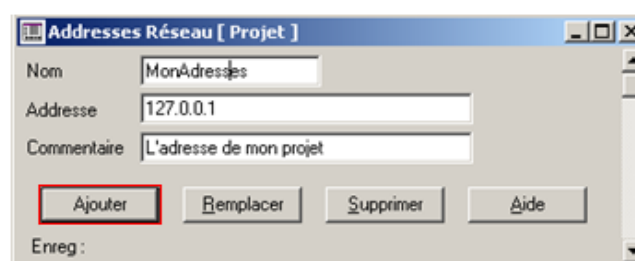 Addresses Réseau [ Projet ]
Nom MonAdresses
Addresse 127.0.0.1
Commentaire L'adresse de mon projet
Ajouter Remplacer Supprimer Aide
Enreg :